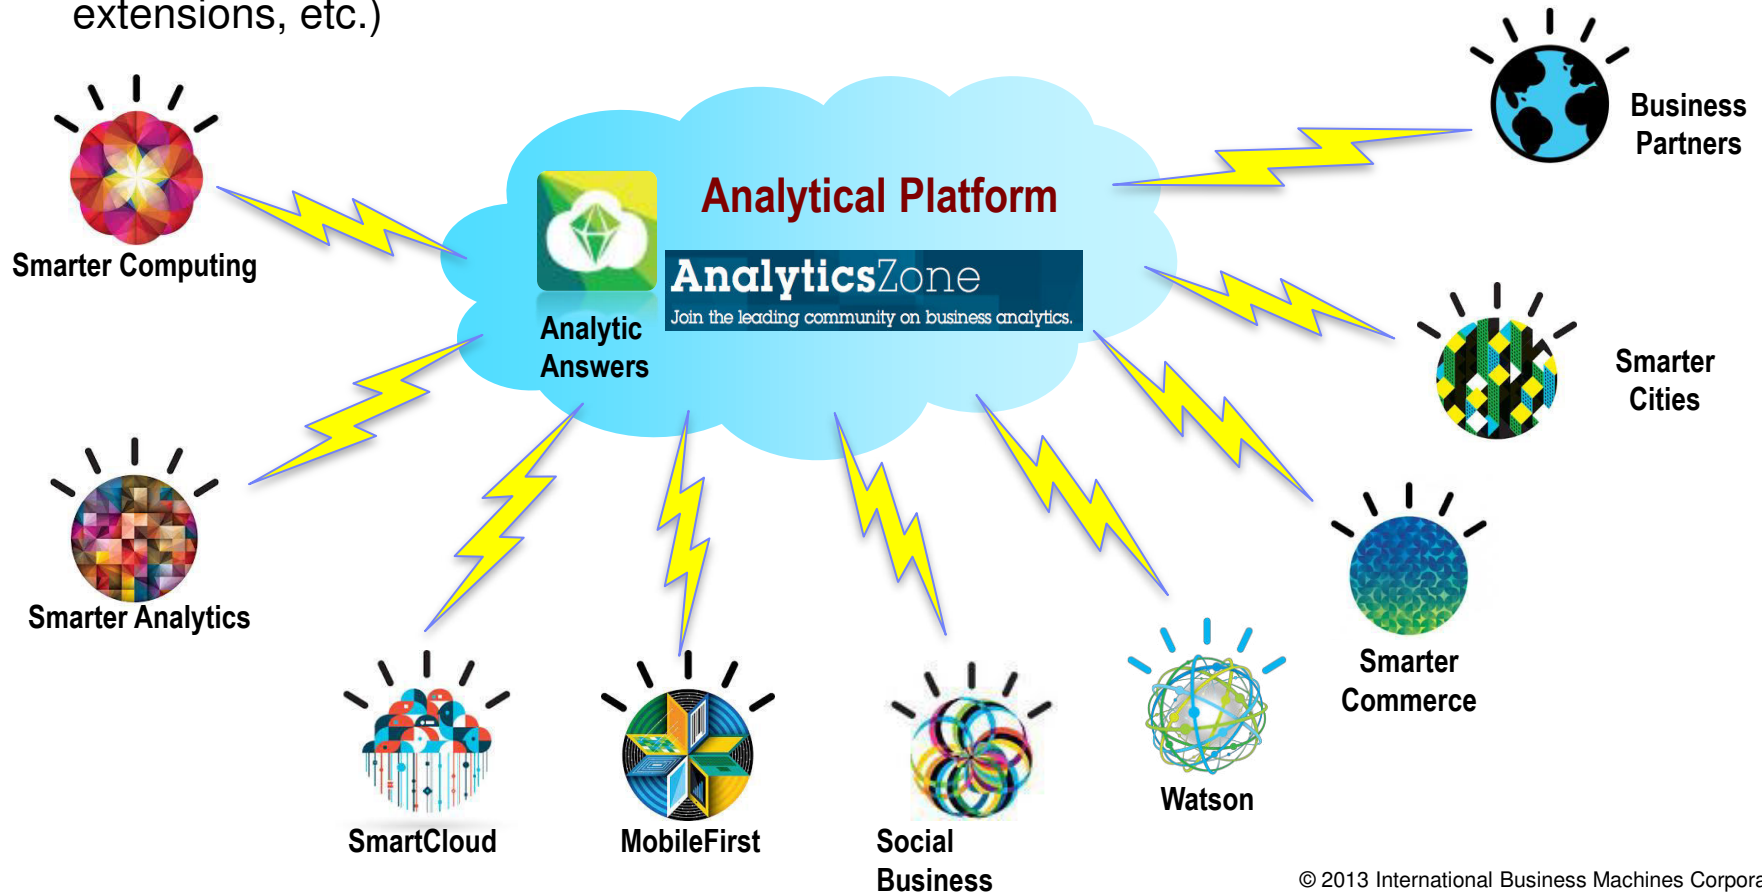 extensions, etc.)
Business
Partners
Analytical Platform
Smarter Computing
AnalyticsZone
Join the leading community on business analytics.
Analytic
Answers
Smarter
Cities
Smarter Analytics
Smarter
Commerce
Watson
SmartCloud
MobileFirst
Social
Business
© 2013 International Business Machines Corpora